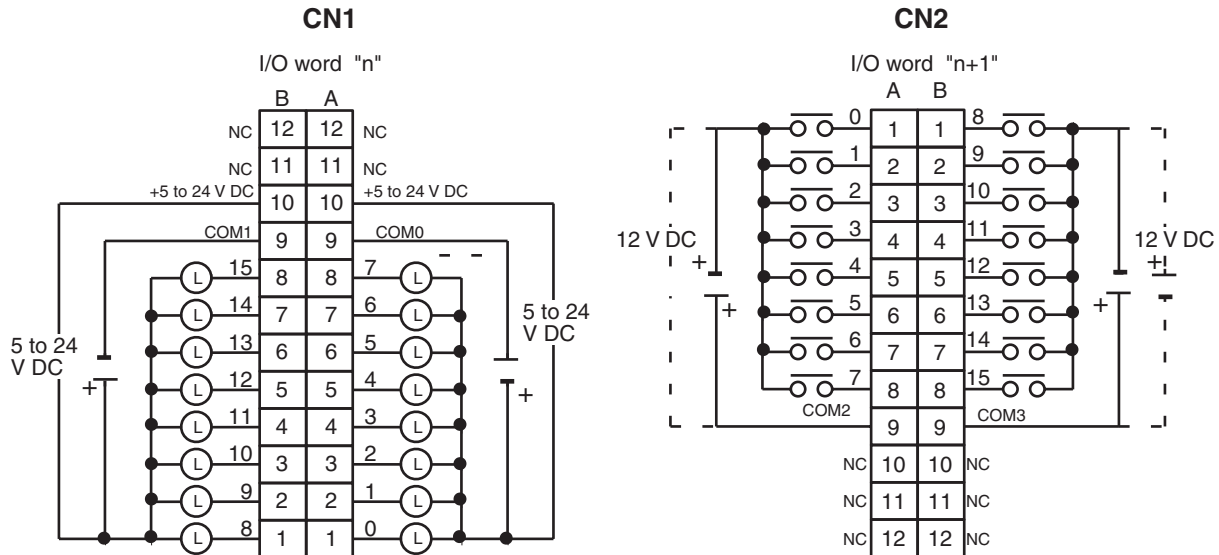 CN1
I/O word "n"
B A
NC 12 12 NC
NC 11 11 NC
+5 to 24 V DC 10 10 +5 to 24 V DC
COM1 9 9 COM0
15 8 8 7
L L
14 7 7 6
L L
13 6 6 5
L L
12 5 5 4
L L
11 4 4 3
L L
10 3 3 2
L L
9 2 2 1
L L
8 1 1 0
L L
5 to 24
V DC
+
5 to 24
V DC
+
CN2
I/O word "n+1"
A B
0 1 1 8
1 2 2 9
2 3 3 10
3 4 4 11
4 5 5 12
5 6 6 13
6 7 7 14
7 8 8 15
COM2 9 9 COM3
NC 10 10 NC
NC 11 11 NC
NC 12 12 NC
12 V DC
+
+
12 V DC
+
+